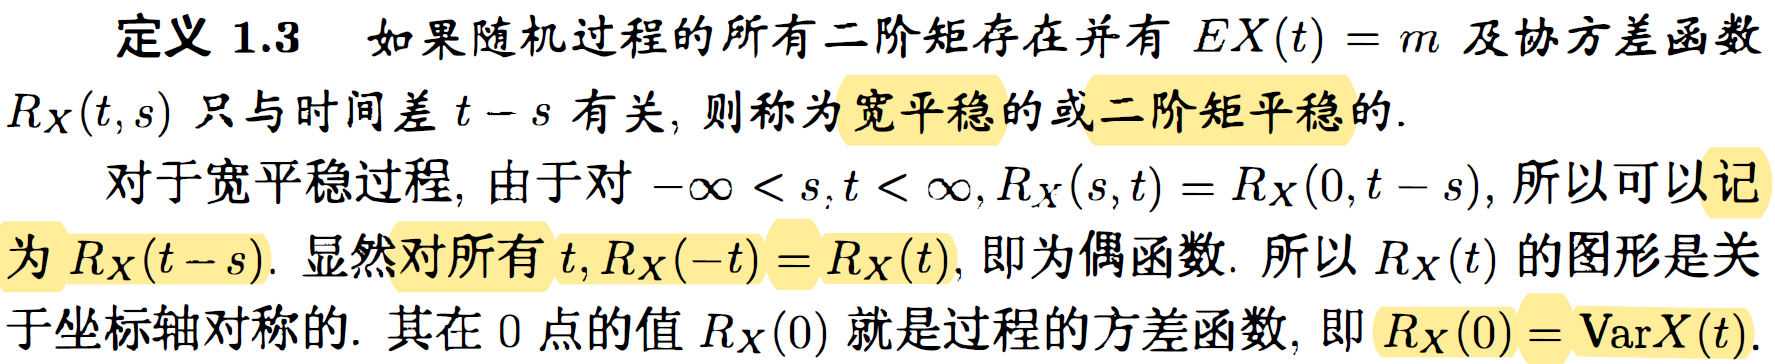 定义 1.3 如果随机过程的所有二阶矩存在并有 EX(t) = m 及协方差函数
R_X(t, s) 只与时间差 t − s 有关, 则称为宽平稳的或二阶矩平稳的.
对于宽平稳过程, 由于对 −∞ < s, t < ∞, R_X(s, t) = R_X(0, t − s), 所以可以记
为 R_X(t − s). 显然对所有 t, R_X(−t) = R_X(t), 即为偶函数. 所以 R_X(t) 的图形是关
于坐标轴对称的. 其在 0 点的值 R_X(0) 就是过程的方差函数, 即 R_X(0) = VarX(t).